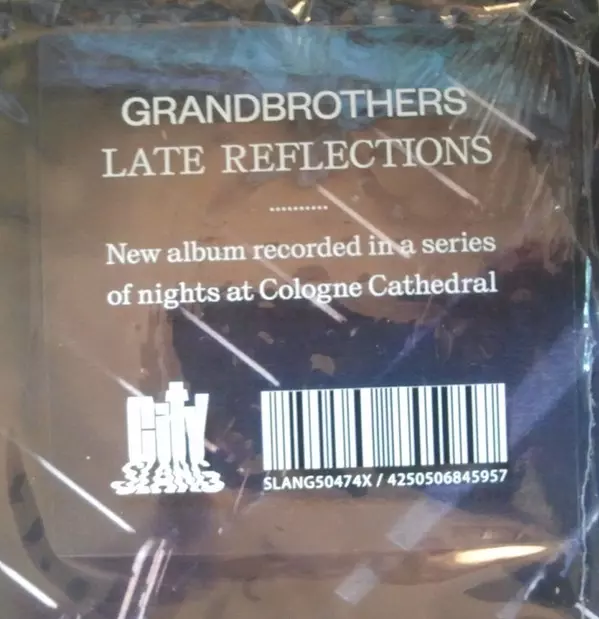 GRANDBROTHERS
LATE REFLECTIONS
New album recorded in a series
of nights at Cologne Cathedral
City
SLANG
SLANG50474X / 4250506845957